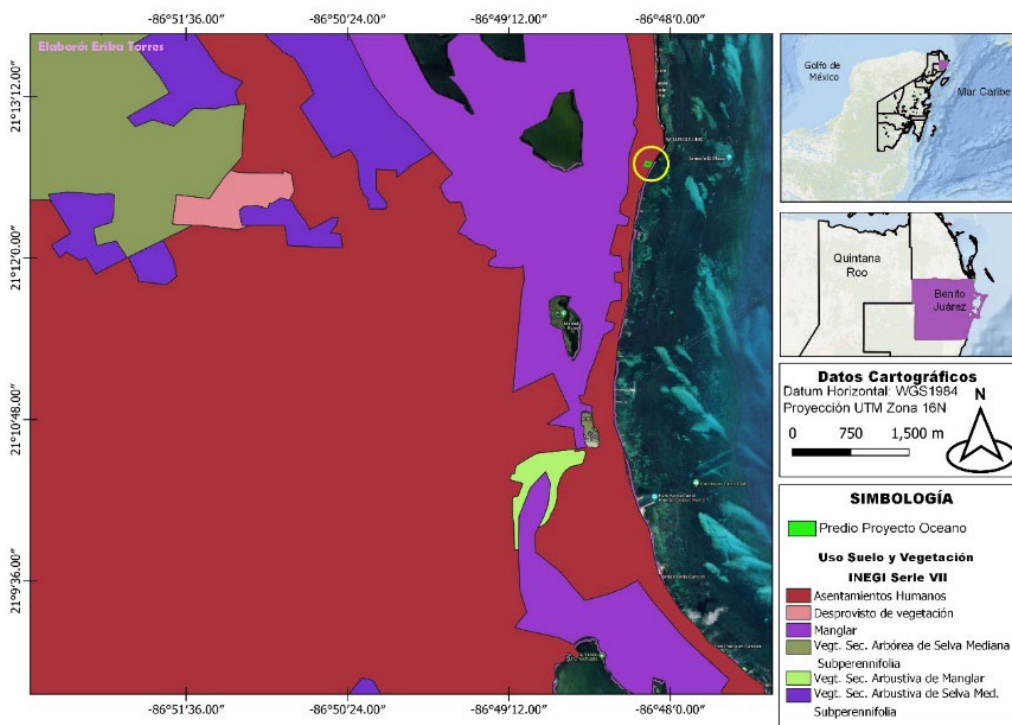 -86°51'36.00" -86°50'24.00" -86°49'12.00" -86°48'0.00"
Elaboró: Erika Torres
21°13'12.00"
21°12'0.00"
21°10'48.00"
21°9'36.00"
-86°51'36.00" -86°50'24.00" -86°49'12.00" -86°48'0.00"
Golfo de
México
Mar Caribe
Quintana
Roo
Benito
Juárez
Datos Cartográficos
Datum Horizontal: WGS1984
Proyección UTM Zona 16N
N
0 750 1,500 m
SIMBOLOGÍA
Predio Proyecto Oceano
Uso Suelo y Vegetación
INEGI Serie VII
Asentamientos Humanos
Desprovisto de vegetación
Manglar
Vegt. Sec. Arbórea de Selva Mediana
Subperennifolia
Vegt. Sec. Arbustiva de Manglar
Vegt. Sec. Arbustiva de Selva Med.
Subperennifolia